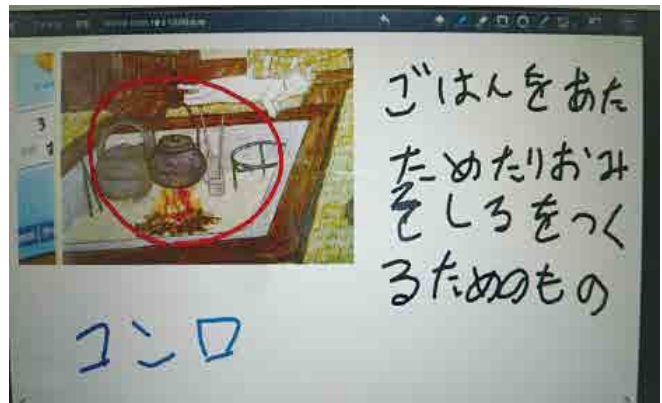 ごはんをあた
ためたりおみ
そしるをつく
るためのもの
コンロ